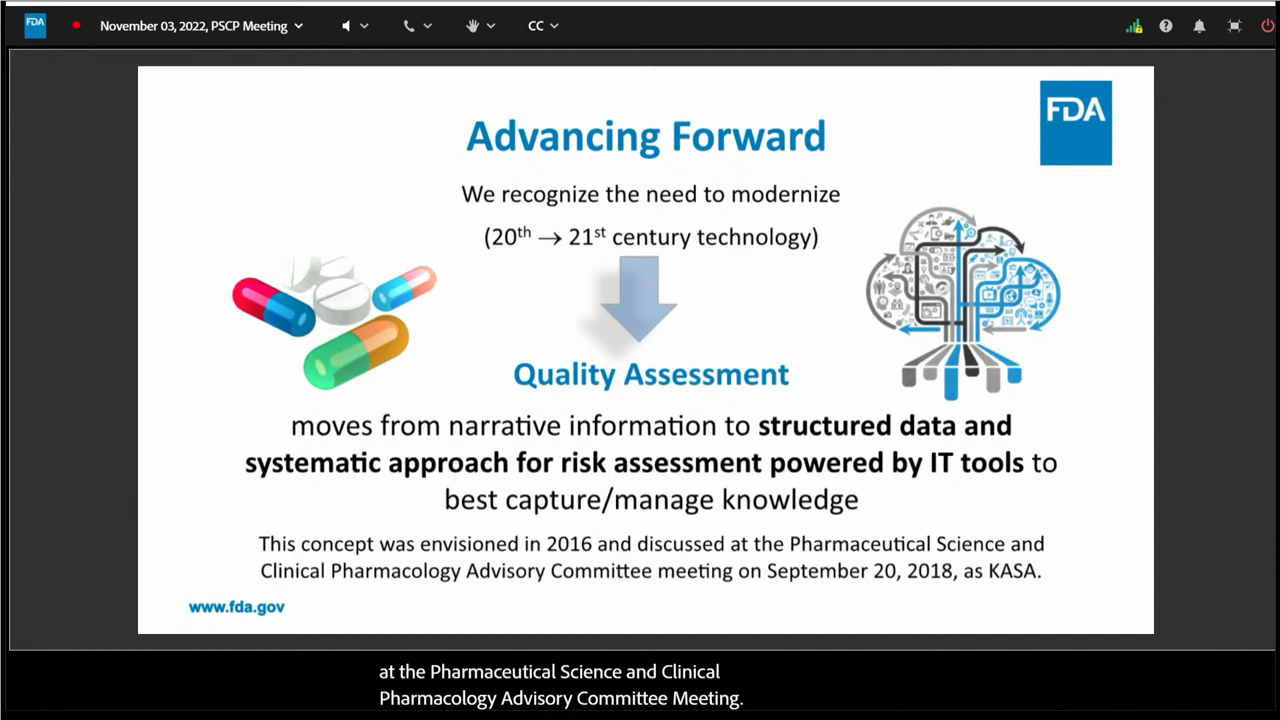 FDA
November 03, 2022, PSCP Meeting
CC
FDA
Advancing Forward
We recognize the need to modernize
(20th → 21st century technology)
Quality Assessment
moves from narrative information to structured data and
systematic approach for risk assessment powered by IT tools to
best capture/manage knowledge
This concept was envisioned in 2016 and discussed at the Pharmaceutical Science and
Clinical Pharmacology Advisory Committee meeting on September 20, 2018, as KASA.
www.fda.gov
at the Pharmaceutical Science and Clinical
Pharmacology Advisory Committee Meeting.